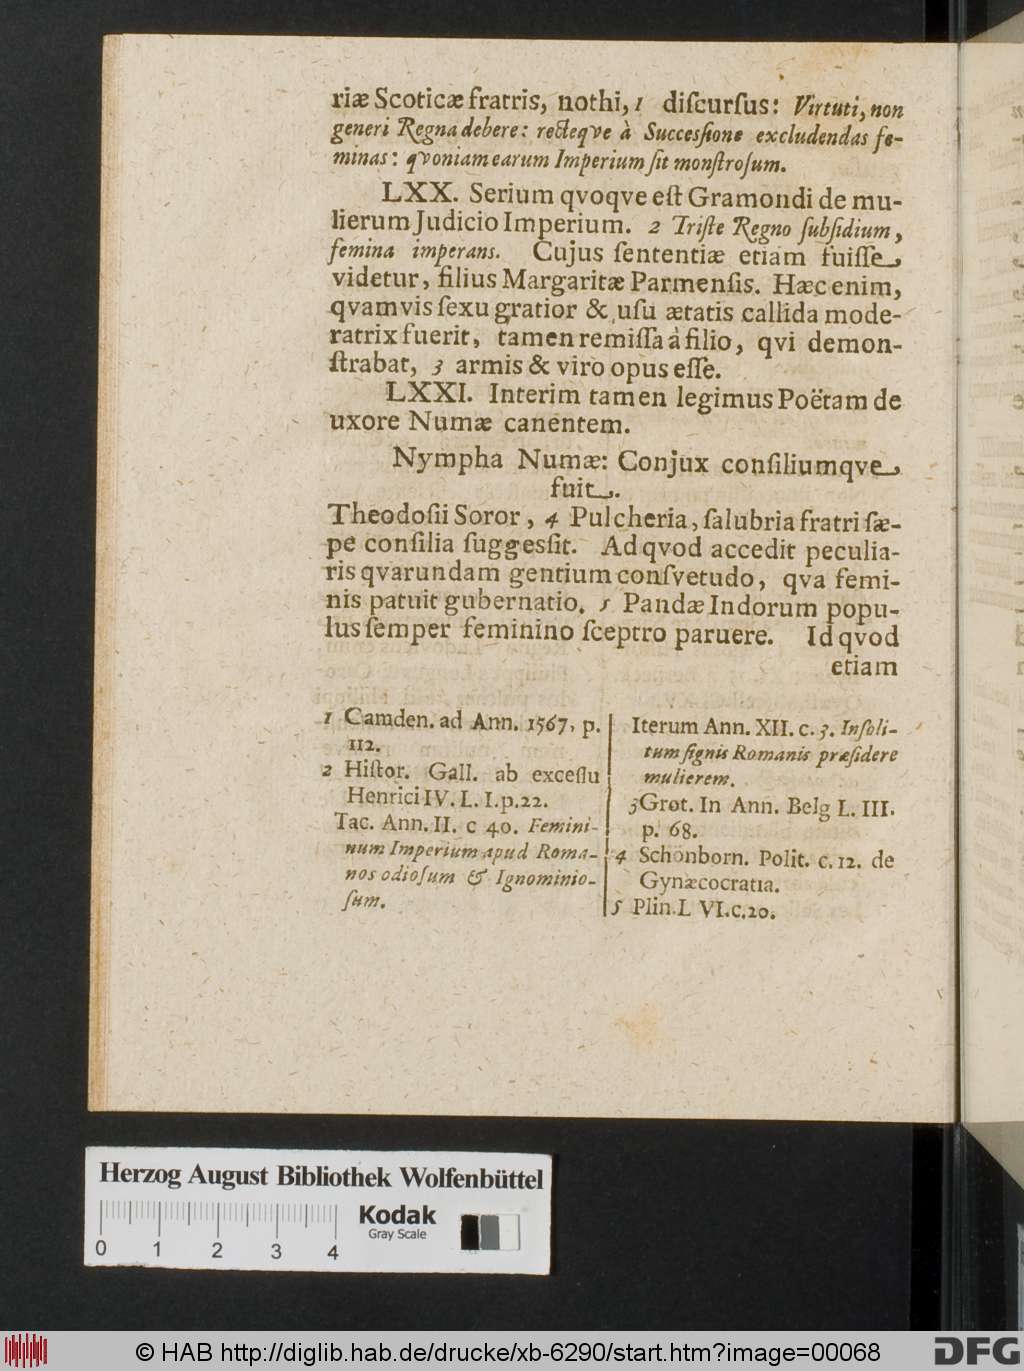 riæ Scoticæ fratris, nothi, 1 diſcurſus: Virtuti, non
generi Regna debere: recteqve à Succeſſione excludendas fe-
minas: qvoniam earum Imperium ſit monſtroſum.
LXX. Serium qvoqve eſt Gramondi de mu-
lierum Judicio Imperium. 2 Triſte Regno ſubſidium,
femina imperans. Cujus ſententiæ etiam fuiſſe
videtur, filius Margaritæ Parmenſis. Hæc enim,
qvamvis ſexu gratior & uſu ætatis callida mode-
ratrix fuerit, tamen remiſſa à filio, qvi demon-
ſtrabat, 3 armis & viro opus eſſe.
LXXI. Interim tamen legimus Poëtam de
uxore Numæ canentem.
Nympha Numæ: Conjux conſiliumqve
fuit.
Theodoſii Soror, 4 Pulcheria, ſalubria fratri ſæ-
pe conſilia ſuggesſit. Ad qvod accedit peculia-
ris qvarundam gentium conſvetudo, qva femi-
nis patuit gubernatio. 5 Pandæ Indorum popu-
lus ſemper feminino ſceptro paruere. Id qvod
etiam
1 Camden. ad Ann. 1567, p.
112.
2 Hiſtor. Gall. ab exceſſu
Henrici IV. L. I. p. 22.
Tac. Ann. II. c 40. Femini-
num Imperium apud Roma-
nos odioſum & Ignominio-
ſum.
Iterum Ann. XII. c. 3. Inſoli-
tum ſignis Romanis præſidere
mulierem.
3 Grot. In Ann. Belg L. III.
p. 68.
4 Schönborn. Polit. c. 12. de
Gynæcocratia.
5 Plin. L VI. c. 20.
Herzog August Bibliothek Wolfenbüttel
Kodak
Gray Scale
0 1 2 3 4
© HAB http://diglib.hab.de/drucke/xb-6290/start.htm?image=00068
DFG